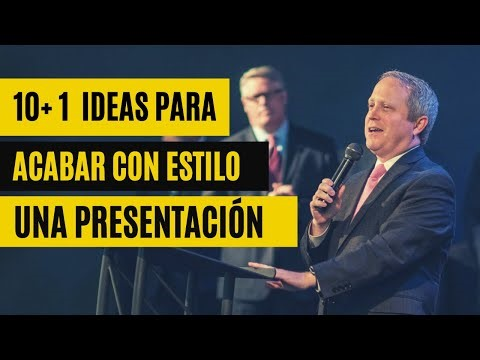 10+ 1 IDEAS PARA
ACABAR CON ESTILO
UNA PRESENTACIÓN